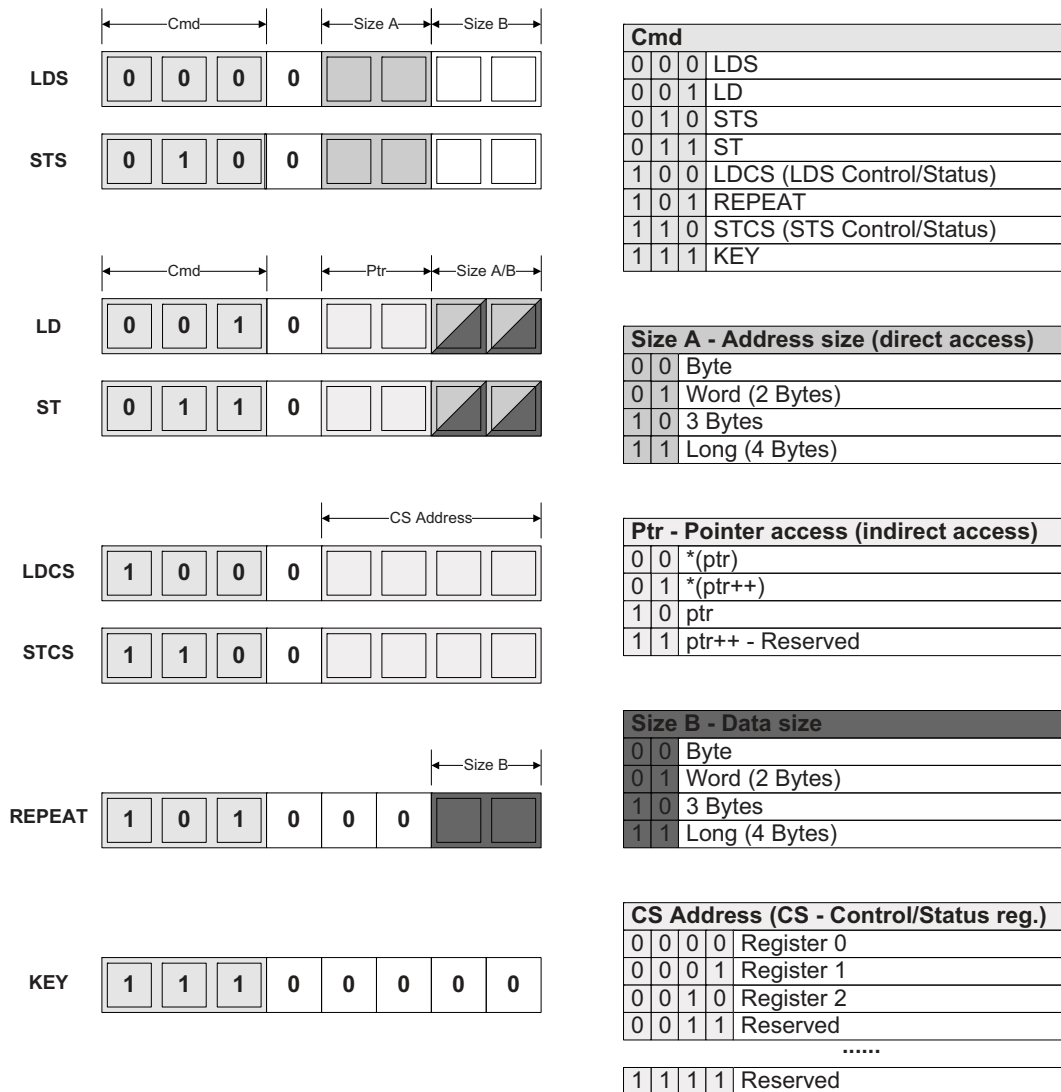 Cmd Size A Size B
LDS 0 0 0 0
STS 0 1 0 0
Cmd Ptr Size A/B
LD 0 0 1 0
ST 0 1 1 0
CS Address
LDCS 1 0 0 0
STCS 1 1 0 0
Size B
REPEAT 1 0 1 0 0 0
KEY 1 1 1 0 0 0 0 0
Cmd
0 0 0 LDS
0 0 1 LD
0 1 0 STS
0 1 1 ST
1 0 0 LDCS (LDS Control/Status)
1 0 1 REPEAT
1 1 0 STCS (STS Control/Status)
1 1 1 KEY
Size A - Address size (direct access)
0 0 Byte
0 1 Word (2 Bytes)
1 0 3 Bytes
1 1 Long (4 Bytes)
Ptr - Pointer access (indirect access)
0 0 *(ptr)
0 1 *(ptr++)
1 0 ptr
1 1 ptr++ - Reserved
Size B - Data size
0 0 Byte
0 1 Word (2 Bytes)
1 0 3 Bytes
1 1 Long (4 Bytes)
CS Address (CS - Control/Status reg.)
0 0 0 0 Register 0
0 0 0 1 Register 1
0 0 1 0 Register 2
0 0 1 1 Reserved
......
1 1 1 1 Reserved